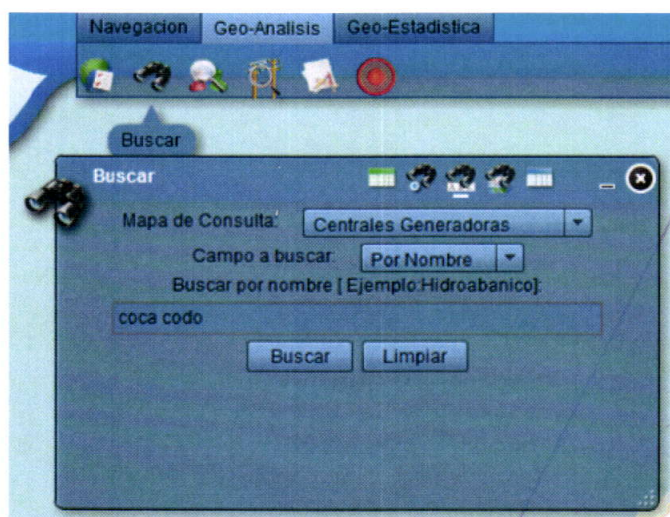 Navegacion Geo-Analisis Geo-Estadistica
Buscar
Buscar
Mapa de Consulta: Centrales Generadoras
Campo a buscar: Por Nombre
Buscar por nombre [ Ejemplo:Hidroabanico]:
coca codo
Buscar Limpiar